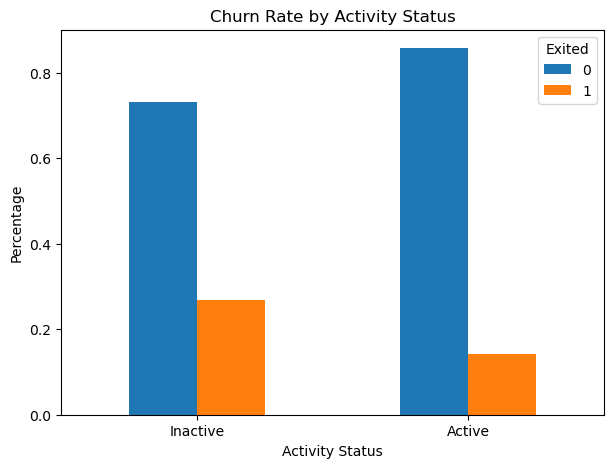 Churn Rate by Activity Status
Exited
0
1
Percentage
0.8
0.6
0.4
0.2
0.0
Inactive
Active
Activity Status